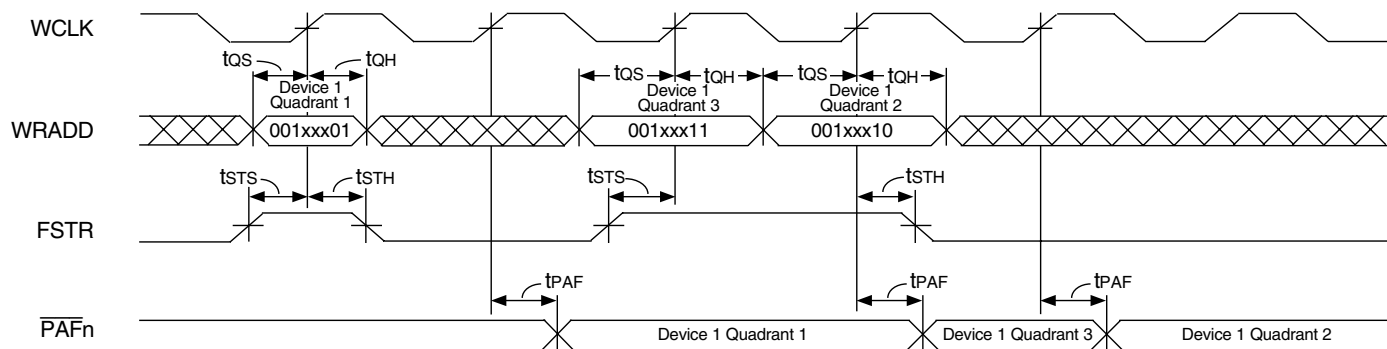 WCLK
tQS tQH tQS tQH tQS tQH
Device 1 Quadrant 1
Device 1 Quadrant 3
Device 1 Quadrant 2
WRADD 001xxx01 001xxx11 001xxx10
tSTS tSTH tSTS tSTH
FSTR
tPAF tPAF tPAF
PAFn Device 1 Quadrant 1 Device 1 Quadrant 3 Device 1 Quadrant 2